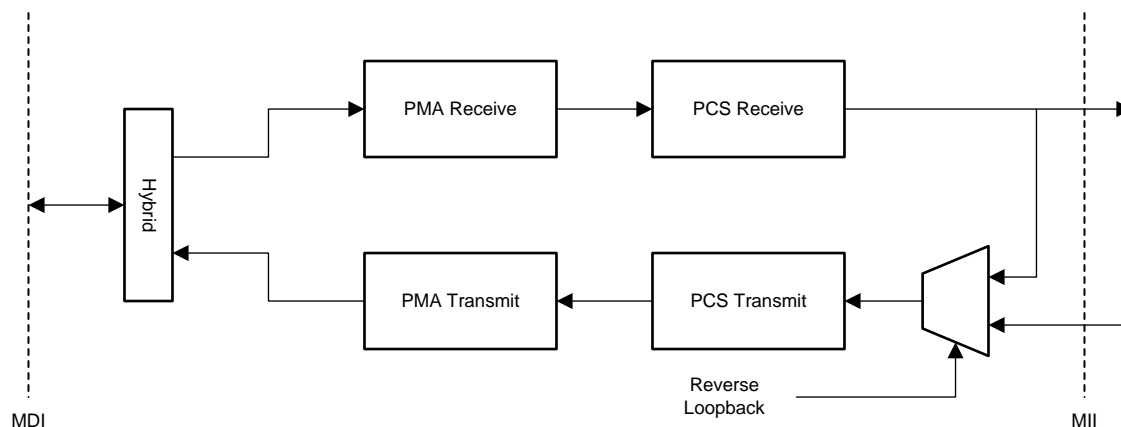 PMA Receive
PCS Receive
Hybrid
PMA Transmit
PCS Transmit
Reverse
Loopback
MDI
MII